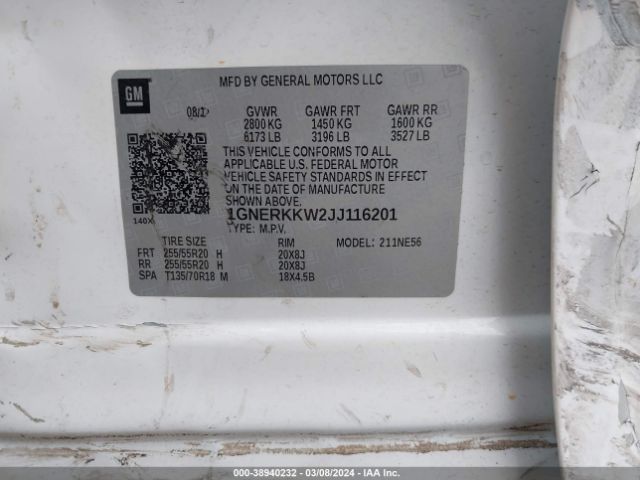 GM
MFD BY GENERAL MOTORS LLC
GVWR GAWR FRT GAWR RR
2800 KG 1450 KG 1600 KG
6173 LB 3196 LB 3527 LB
THIS VEHICLE CONFORMS TO ALL
APPLICABLE U.S. FEDERAL MOTOR
VEHICLE SAFETY STANDARDS IN EFFECT
ON THE DATE OF MANUFACTURE
SHOWN ABOVE.
140X
1GNERKKW2JJ116201
TYPE: M.P.V.
TIRE SIZE RIM MODEL: 211NE56
FRT 255/55R20 H 20X8J
RR 255/55R20 H 20X8J
SPA T135/70R18 M 18X4.5B
000-38940232 — 03/08/2024 — IAA Inc.